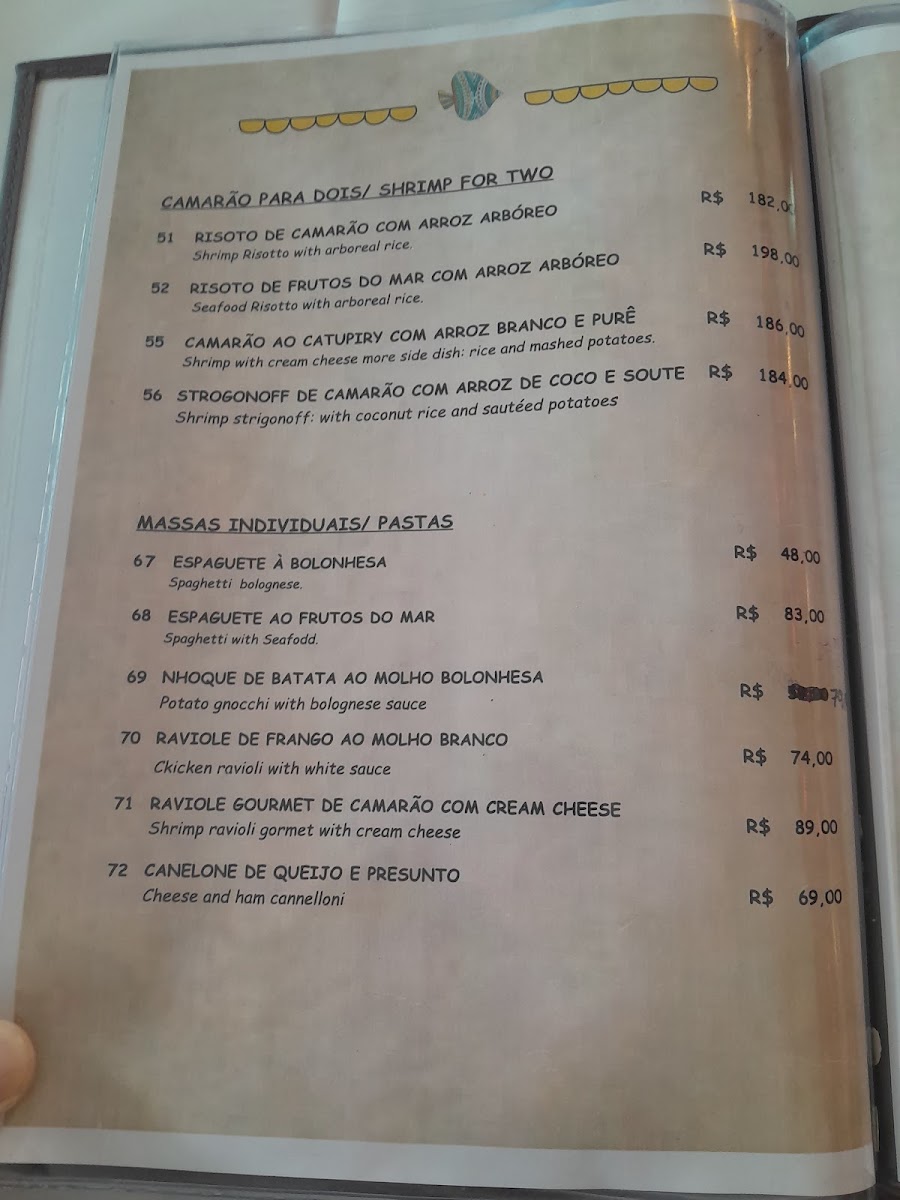 CAMARÃO PARA DOIS/ SHRIMP FOR TWO
51 RISOTO DE CAMARÃO COM ARROZ ARBÓREO R$ 182,00
Shrimp Risotto with arboreal rice.
52 RISOTO DE FRUTOS DO MAR COM ARROZ ARBÓREO R$ 198,00
Seafood Risotto with arboreal rice.
55 CAMARÃO AO CATUPIRY COM ARROZ BRANCO E PURÊ R$ 186,00
Shrimp with cream cheese more side dish: rice and mashed potatoes.
56 STROGONOFF DE CAMARÃO COM ARROZ DE COCO E SOUTE R$ 184,00
Shrimp strigonoff: with coconut rice and sautéed potatoes
MASSAS INDIVIDUAIS/ PASTAS
67 ESPAGUETE À BOLONHESA R$ 48,00
Spaghetti bolognese.
68 ESPAGUETE AO FRUTOS DO MAR R$ 83,00
Spaghetti with Seafodd.
69 NHOQUE DE BATATA AO MOLHO BOLONHESA R$
Potato gnocchi with bolognese sauce
70 RAVIOLE DE FRANGO AO MOLHO BRANCO R$ 74,00
Ckicken ravioli with white sauce
71 RAVIOLE GOURMET DE CAMARÃO COM CREAM CHEESE R$ 89,00
Shrimp ravioli gormet with cream cheese
72 CANELONE DE QUEIJO E PRESUNTO R$ 69,00
Cheese and ham cannelloni